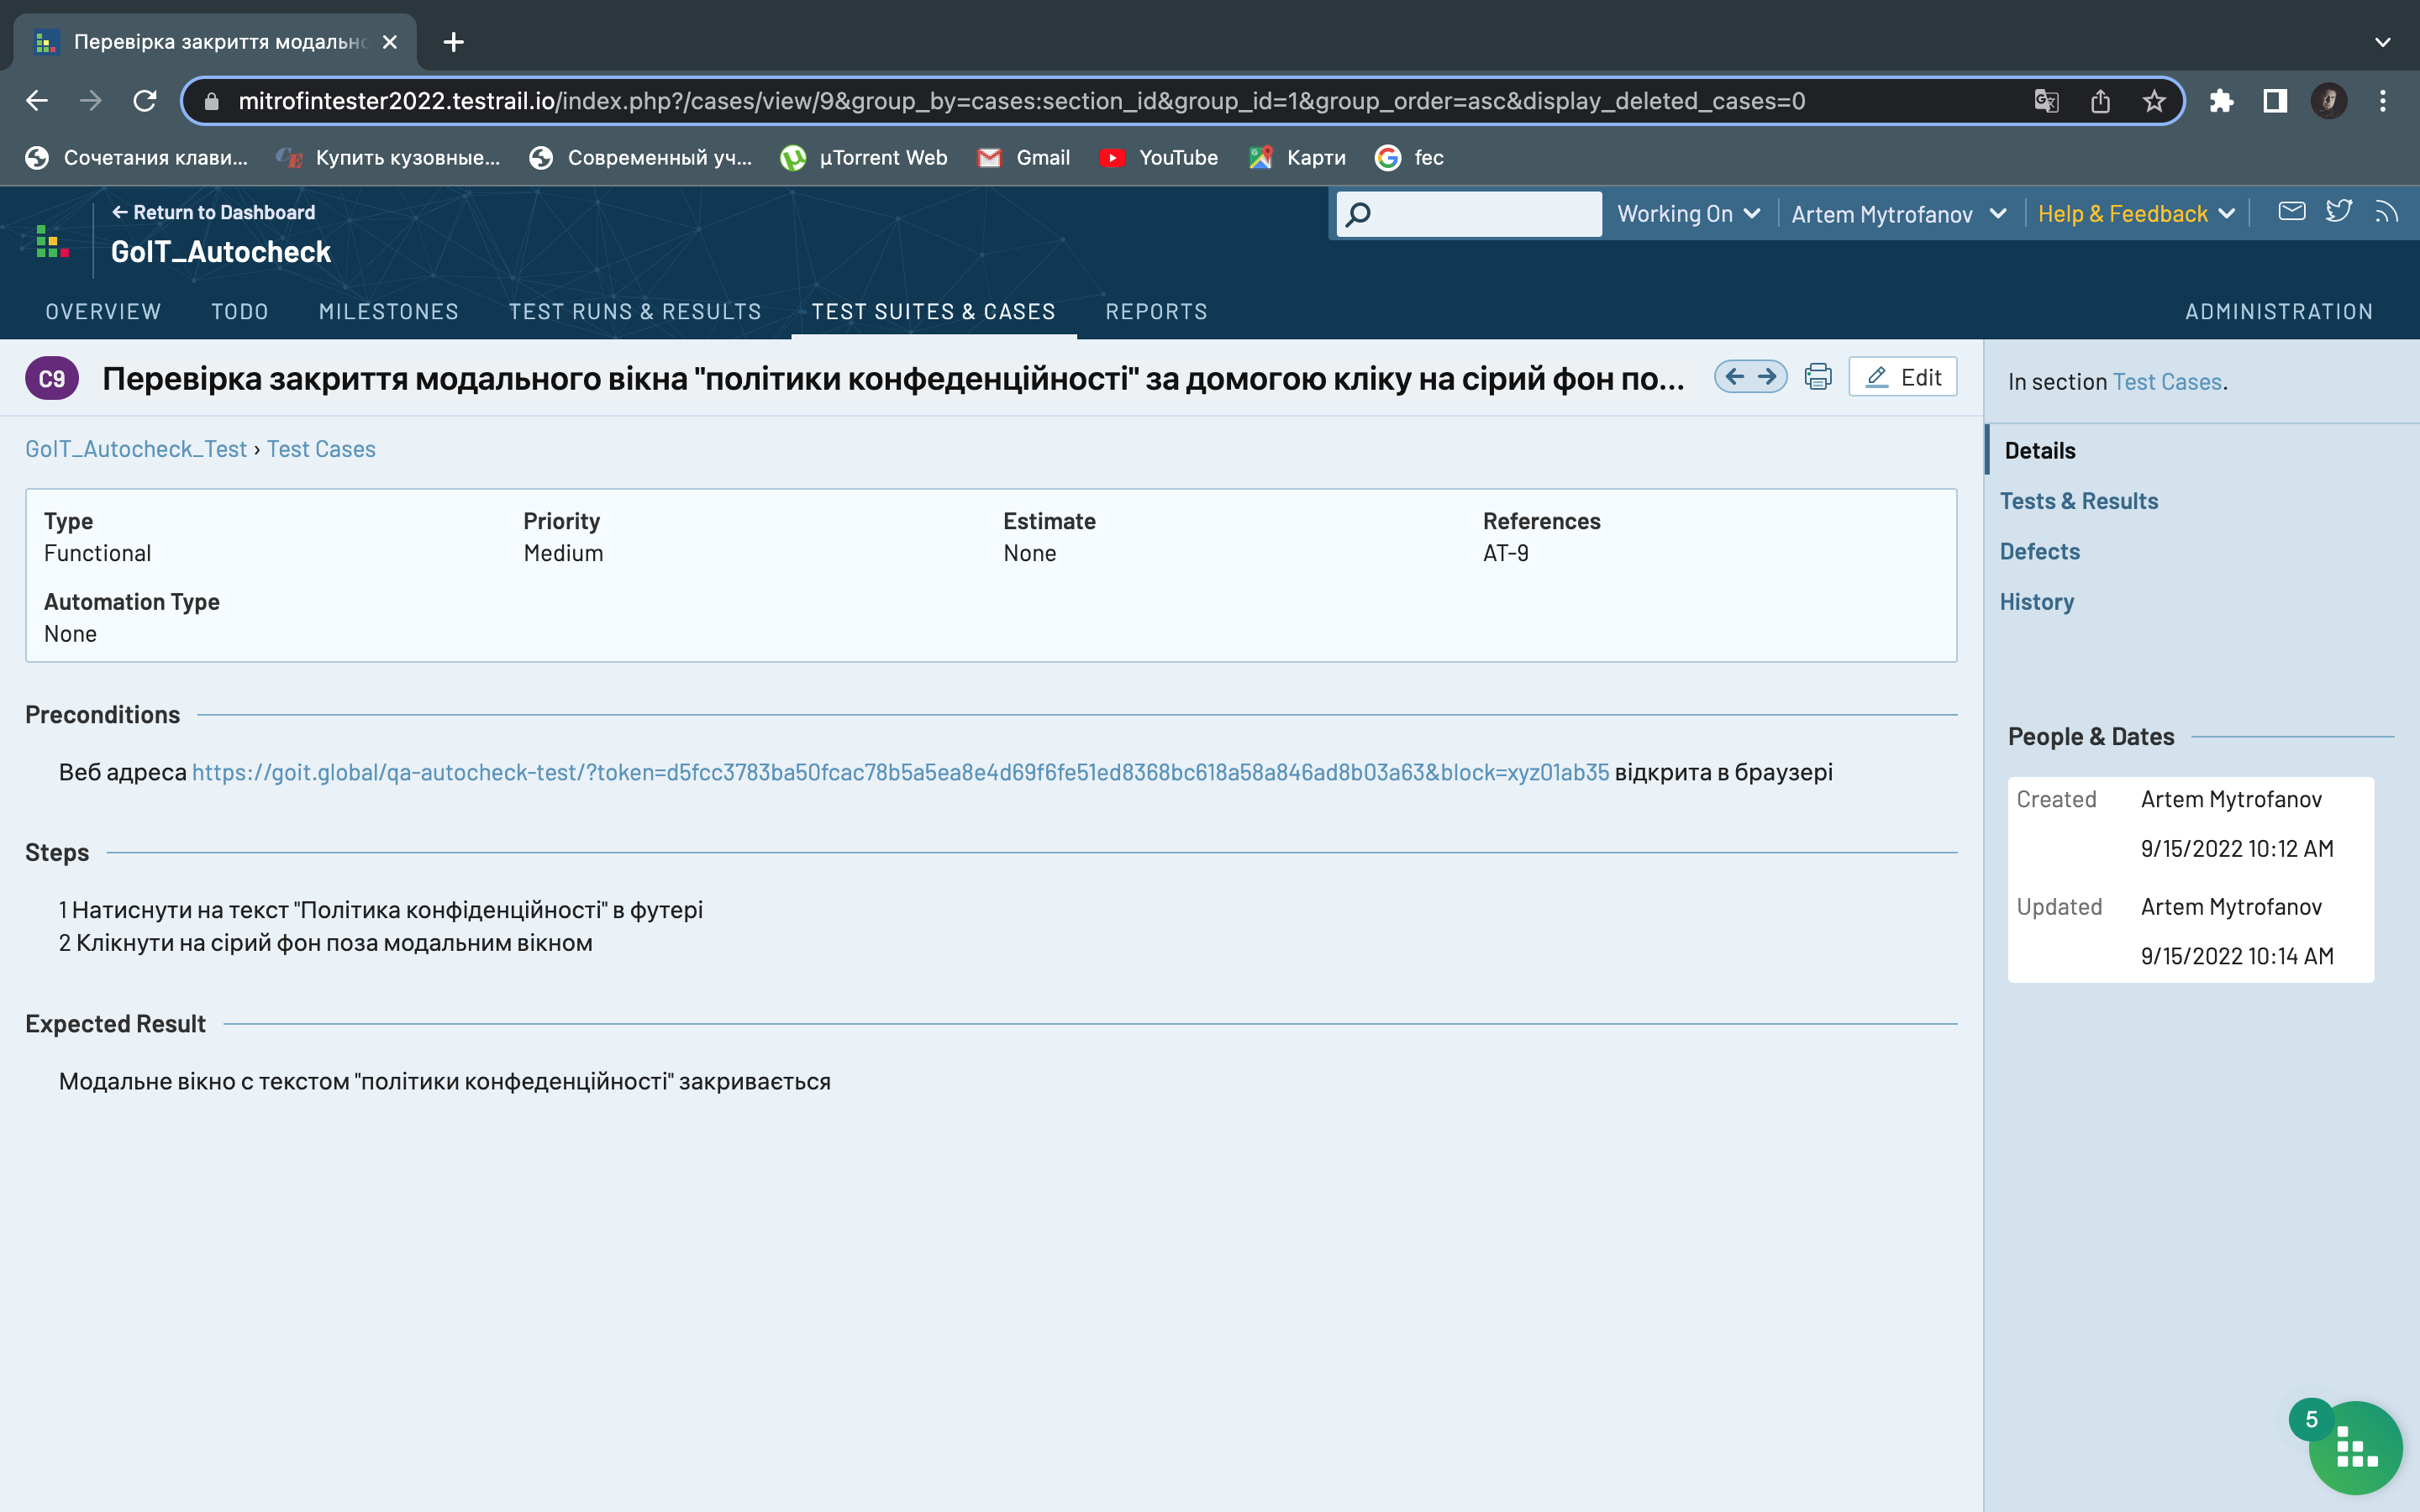 Перевірка закриття модально
mitrofintester2022.testrail.io/index.php?/cases/view/9&group_by=cases:section_id&group_id=1&group_order=asc&display_deleted_cases=0
Сочетания клави...
Купить кузовные...
Современный уч...
µTorrent Web
Gmail
YouTube
Карти
fec
Return to Dashboard
GoIT_Autocheck
Working On
Artem Mytrofanov
Help & Feedback
OVERVIEW
TODO
MILESTONES
TEST RUNS & RESULTS
TEST SUITES & CASES
REPORTS
ADMINISTRATION
C9
Перевірка закриття модального вікна "політики конфеденційності" за домогою кліку на сірий фон по...
Edit
In section Test Cases.
GoIT_Autocheck_Test › Test Cases
Details
Tests & Results
Defects
History
Type
Functional
Priority
Medium
Estimate
None
References
AT-9
Automation Type
None
Preconditions
Веб адреса https://goit.global/qa-autocheck-test/?token=d5fcc3783ba50fcac78b5a5ea8e4d69f6fe51ed8368bc618a58a846ad8b03a63&block=xyz01ab35 відкрита в браузері
Steps
1 Натиснути на текст "Політика конфіденційності" в футері
2 Клікнути на сірий фон поза модальним вікном
Expected Result
Модальне вікно с текстом "політики конфеденційності" закривається
People & Dates
Created
Artem Mytrofanov
9/15/2022 10:12 AM
Updated
Artem Mytrofanov
9/15/2022 10:14 AM
5